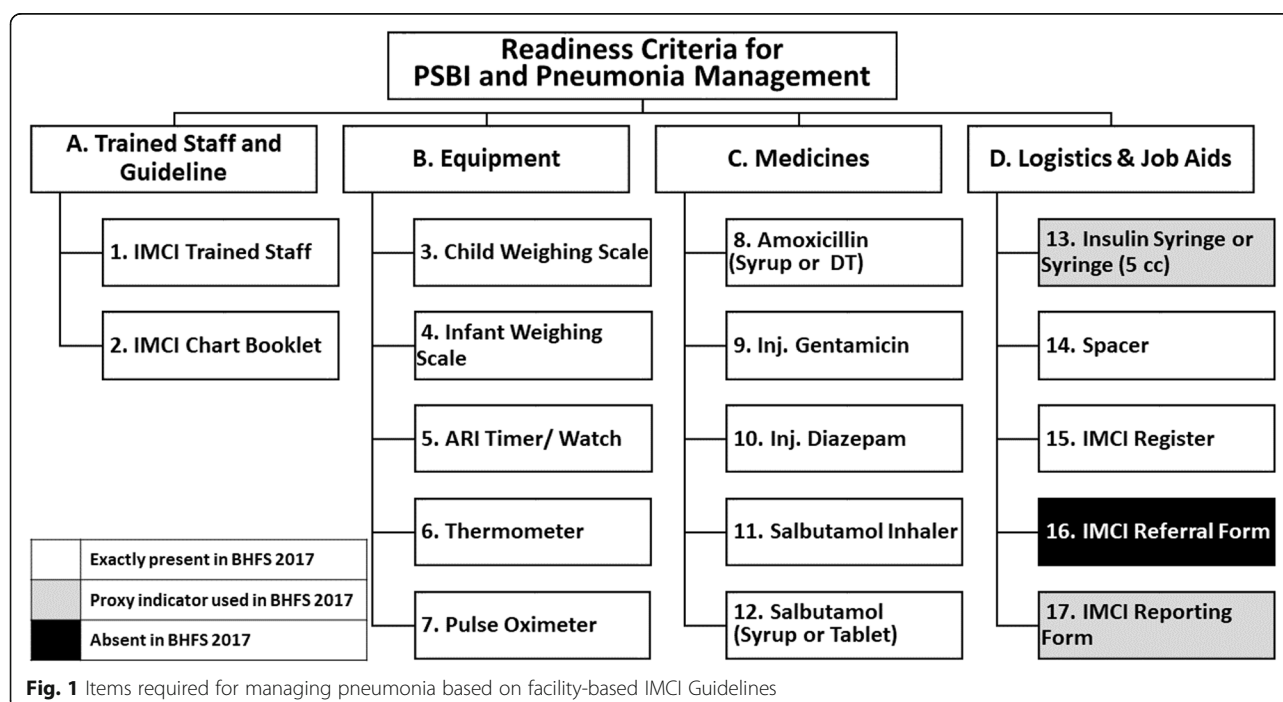 Readiness Criteria for
PSBI and Pneumonia Management
A. Trained Staff and
Guideline
1. IMCI Trained Staff
2. IMCI Chart Booklet
B. Equipment
3. Child Weighing Scale
4. Infant Weighing
Scale
5. ARI Timer/ Watch
6. Thermometer
7. Pulse Oximeter
C. Medicines
8. Amoxicillin
(Syrup or DT)
9. Inj. Gentamicin
10. Inj. Diazepam
11. Salbutamol Inhaler
12. Salbutamol
(Syrup or Tablet)
D. Logistics & Job Aids
13. Insulin Syringe or
Syringe (5 cc)
14. Spacer
15. IMCI Register
16. IMCI Referral Form
17. IMCI Reporting
Form
Exactly present in BHFS 2017
Proxy indicator used in BHFS 2017
Absent in BHFS 2017
Fig. 1 Items required for managing pneumonia based on facility-based IMCI Guidelines